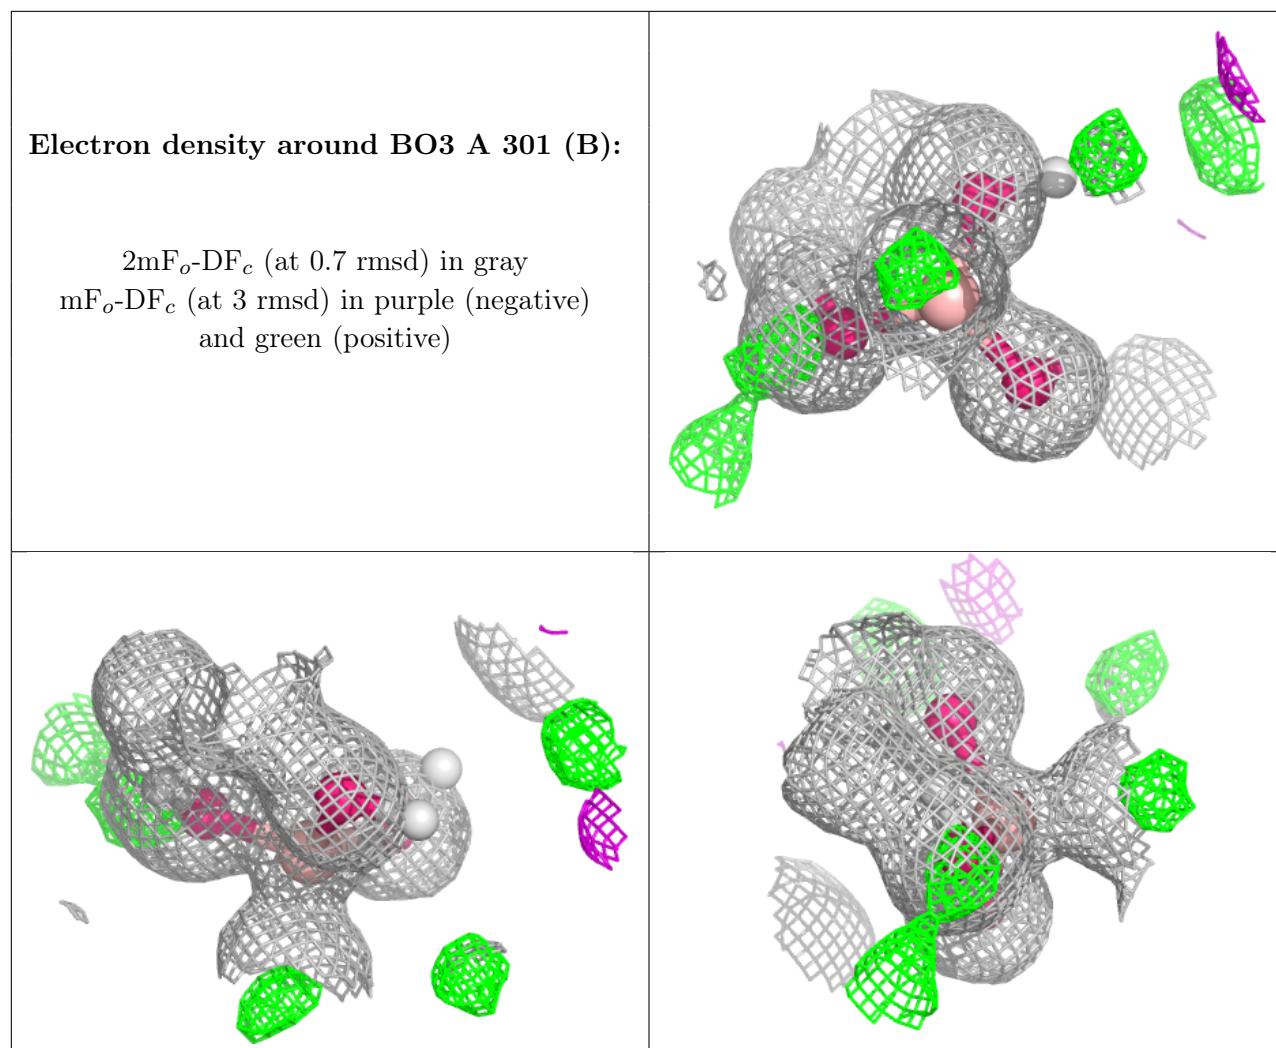 Electron density around BO3 A 301 (B):
2mFo-DFc (at 0.7 rmsd) in gray
mFo-DFc (at 3 rmsd) in purple (negative)
and green (positive)